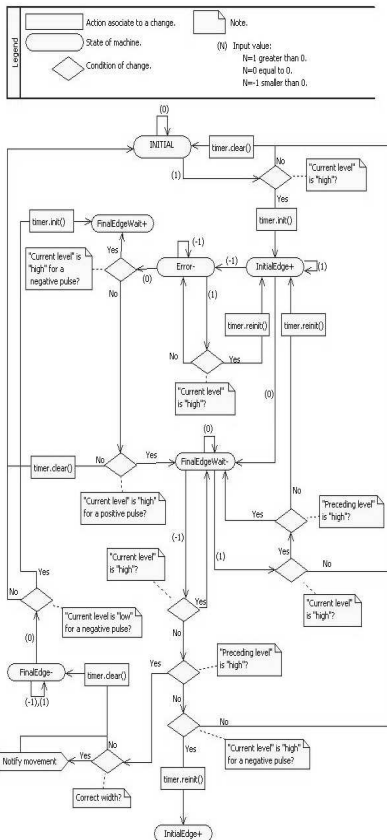 Legend
Action asociate to a change.
Note.
State of machine.
(N) Input value:
N=1 greater than 0.
N=0 equal to 0.
N=-1 smaller than 0.
Condition of change.
(0)
INITIAL
timer.clear()
(1)
No
"Current level"
is "high"?
Yes
timer.init()
timer.init()
FinalEdgeWait+
"Current level" is
"high" for a
negative pulse?
Yes
No
(-1)
Error-
(0)
(-1)
InitialEdge+
(1)
(1)
timer.reinit()
timer.reinit()
No
Yes
"Current level"
is "high"?
(0)
(0)
timer.clear()
No
Yes
FinalEdgeWait-
"Current level" is "high"
for a positive pulse?
No
"Preceding level"
is "high"?
Yes
(-1)
(1)
Yes
"Current level"
is "high"?
"Current level"
is "high"?
No
Yes
No
Yes
No
"Current level is "low"
for a negative pulse?
(0)
"Preceding level"
is "high"?
Yes
No
FinalEdge-
timer.clear()
(-1),(1)
No
"Current level" is "high"
for a negative pulse?
Yes
No
Notify movement
Yes
Correct width?
timer.reinit()
InitialEdge+